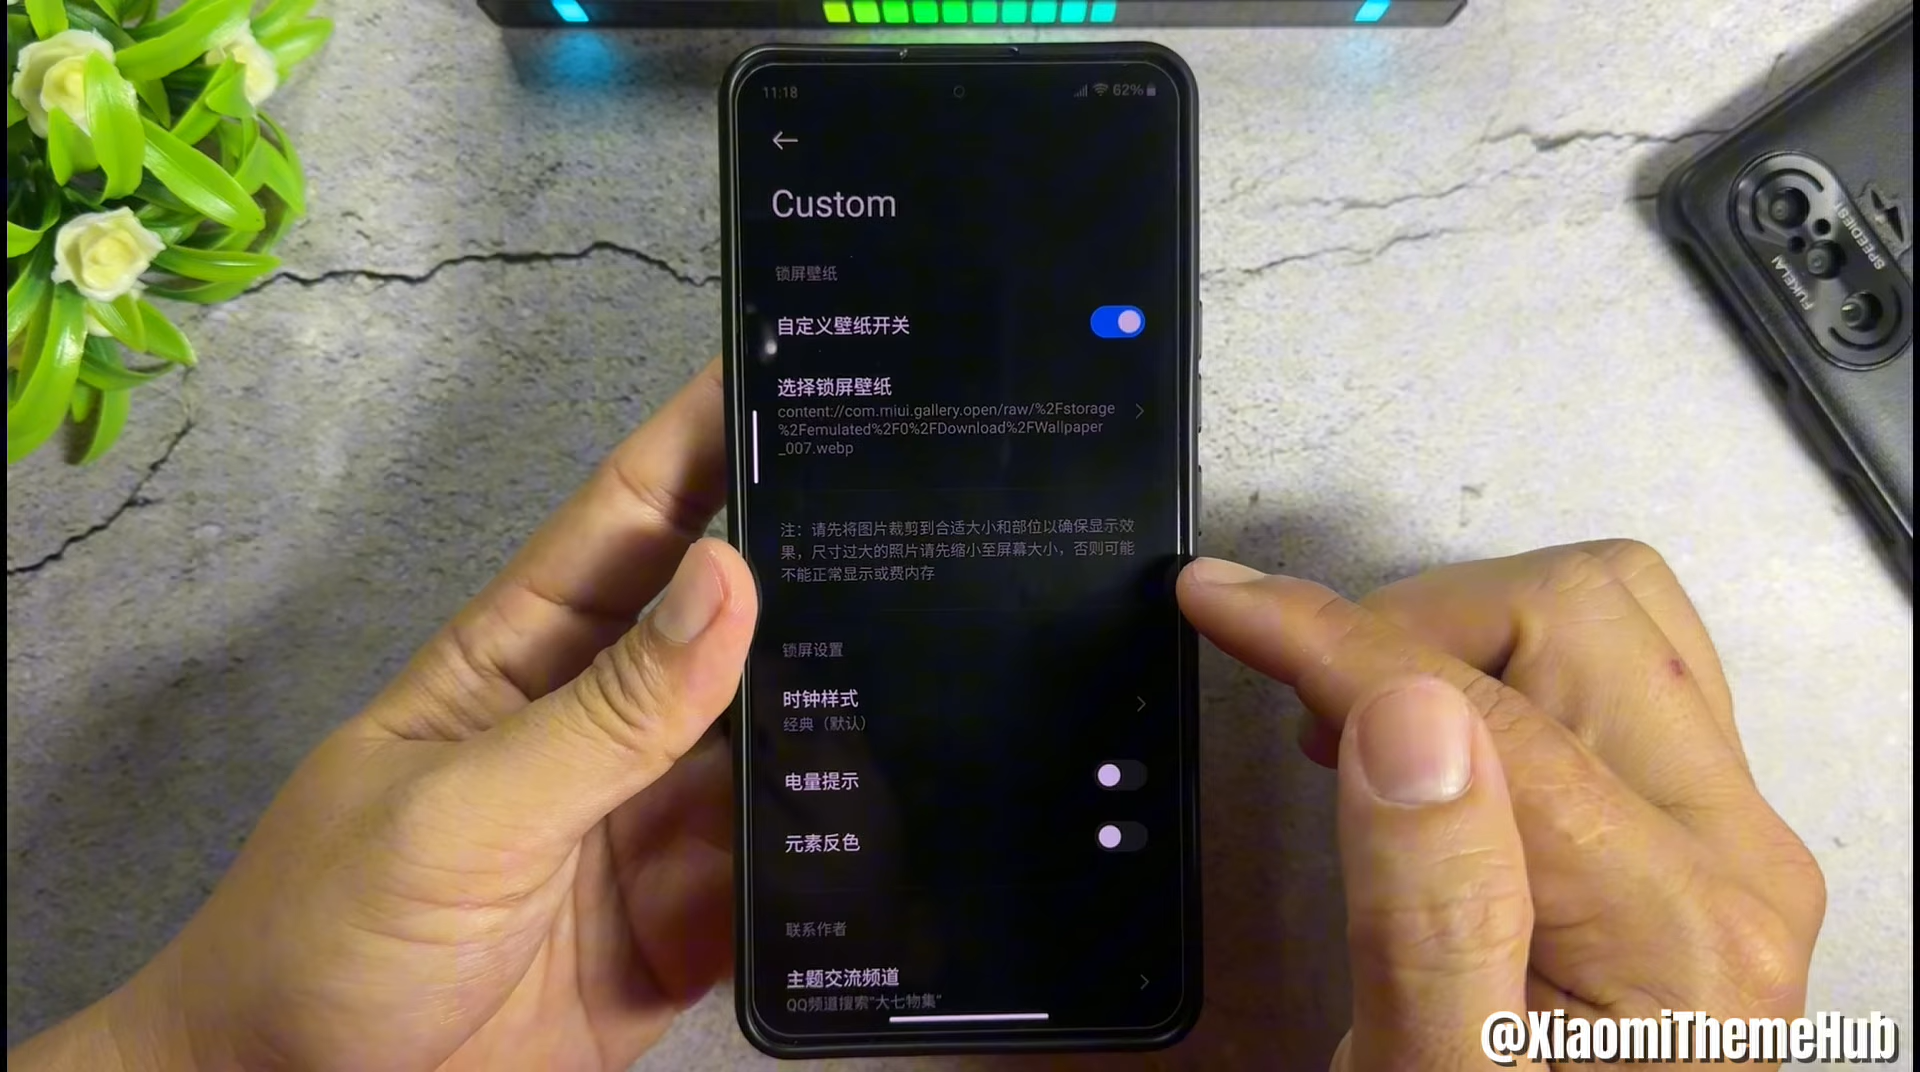 11:18
62%
Custom
锁屏壁纸
自定义壁纸开关
选择锁屏壁纸
content://com.miui.gallery.open/raw/%2Fstorage
%2Femulated%2F0%2FDownload%2FWallpaper
_007.webp
注：请先将图片裁剪到合适大小和部位以确保显示效
果，尺寸过大的照片请先缩小至屏幕大小，否则可能
不能正常显示或费内存
锁屏设置
时钟样式
经典（默认）
电量提示
元素反色
联系作者
主题交流频道
QQ频道搜索“大七物集”
SPEEDIEST
FUKELAI
@XiaomiThemeHub